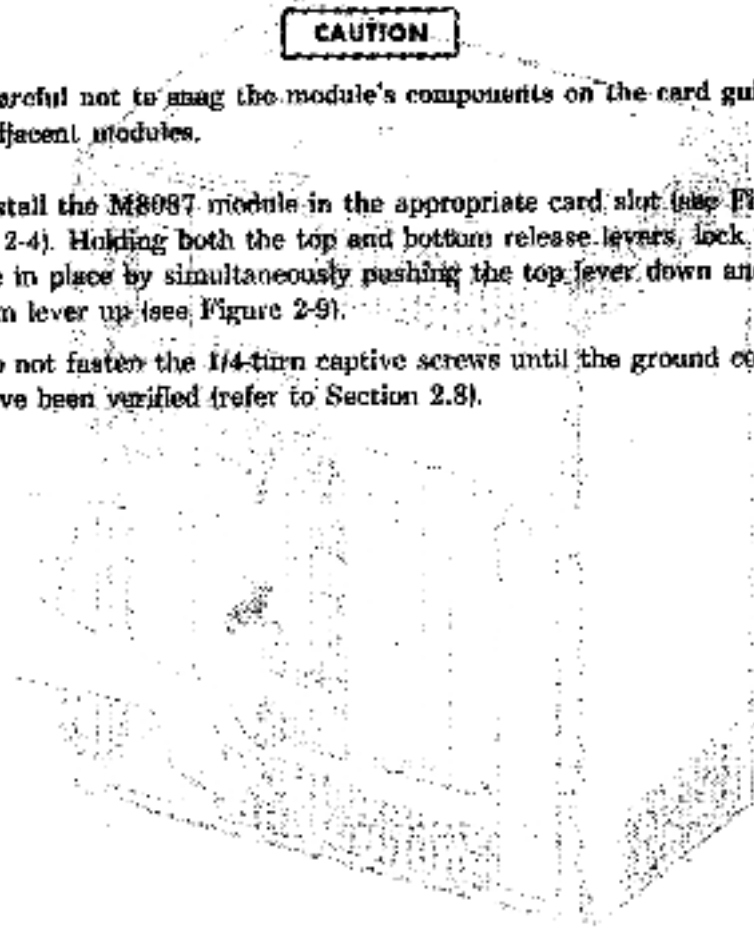 CAUTION
areful not to snag the module's components on the card gui
djacent modules.
stall the M8087 module in the appropriate card slot (see Fi
2-4). Holding both the top and bottom release levers, lock
e in place by simultaneously pushing the top lever down an
m lever up (see Figure 2-9).
o not fasten the 1/4-turn captive screws until the ground co
ve been verified (refer to Section 2.8).